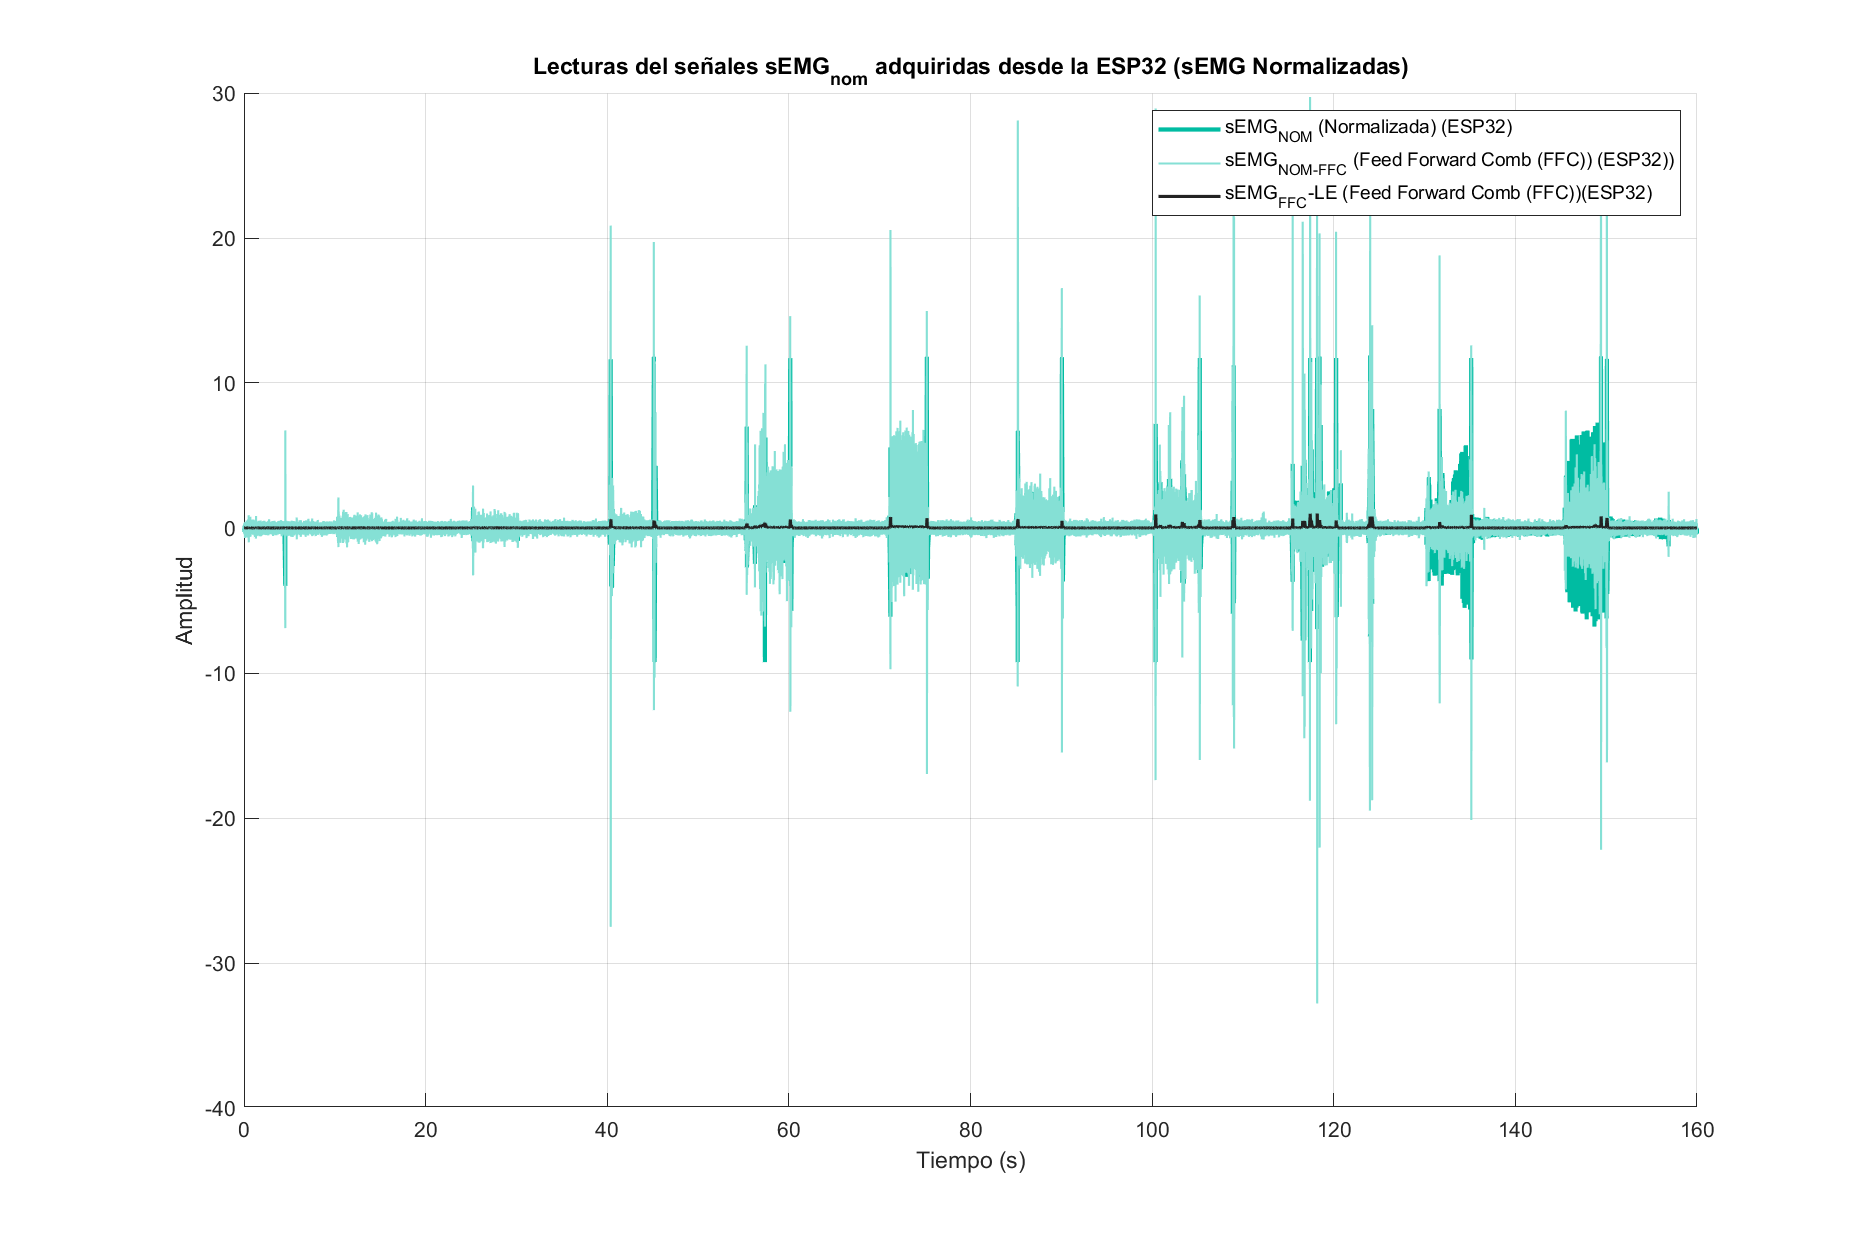 Lecturas del señales sEMGnom adquiridas desde la ESP32 (sEMG Normalizadas)
sEMGNOM (Normalizada) (ESP32)
sEMGNOM-FFC (Feed Forward Comb (FFC)) (ESP32))
sEMGFFC-LE (Feed Forward Comb (FFC))(ESP32)
Amplitud
30
20
10
0
-10
-20
-30
-40
0 20 40 60 80 100 120 140 160
Tiempo (s)